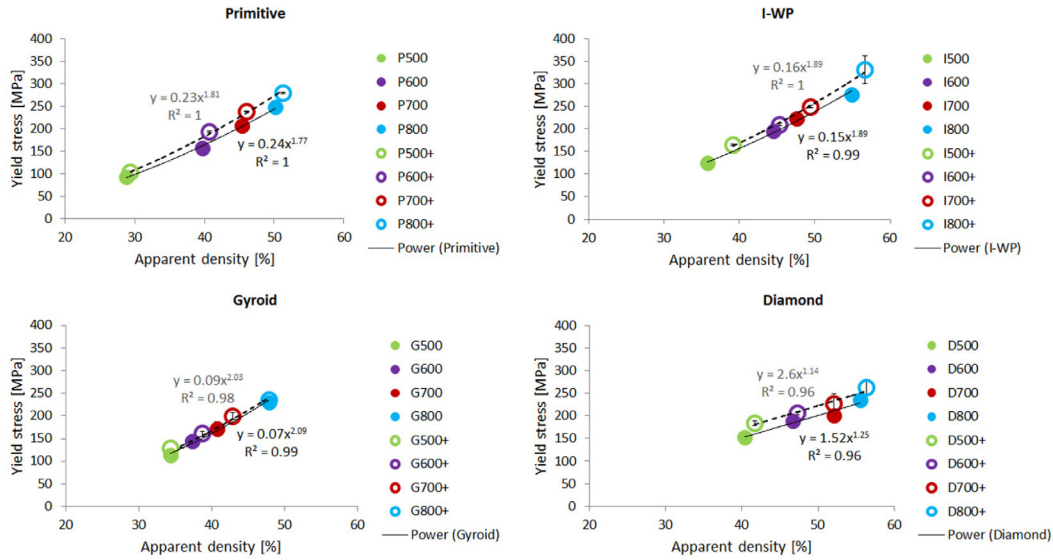 Primitive
Yield stress [MPa]
400
350
300
250
200
150
100
50
0
20
30
40
50
60
Apparent density [%]
y = 0.23x^1.81
R² = 1
y = 0.24x^1.77
R² = 1
P500
P600
P700
P800
P500+
P600+
P700+
P800+
Power (Primitive)
I-WP
Yield stress [MPa]
400
350
300
250
200
150
100
50
0
20
30
40
50
60
Apparent density [%]
y = 0.16x^1.89
R² = 1
y = 0.15x^1.89
R² = 0.99
I500
I600
I700
I800
I500+
I600+
I700+
I800+
Power (I-WP)
Gyroid
Yield stress [MPa]
400
350
300
250
200
150
100
50
0
20
30
40
50
60
Apparent density [%]
y = 0.09x^2.03
R² = 0.98
y = 0.07x^2.09
R² = 0.99
G500
G600
G700
G800
G500+
G600+
G700+
G800+
Power (Gyroid)
Diamond
Yield stress [MPa]
400
350
300
250
200
150
100
50
0
20
30
40
50
60
Apparent density [%]
y = 2.6x^1.14
R² = 0.96
y = 1.52x^1.25
R² = 0.96
D500
D600
D700
D800
D500+
D600+
D700+
D800+
Power (Diamond)